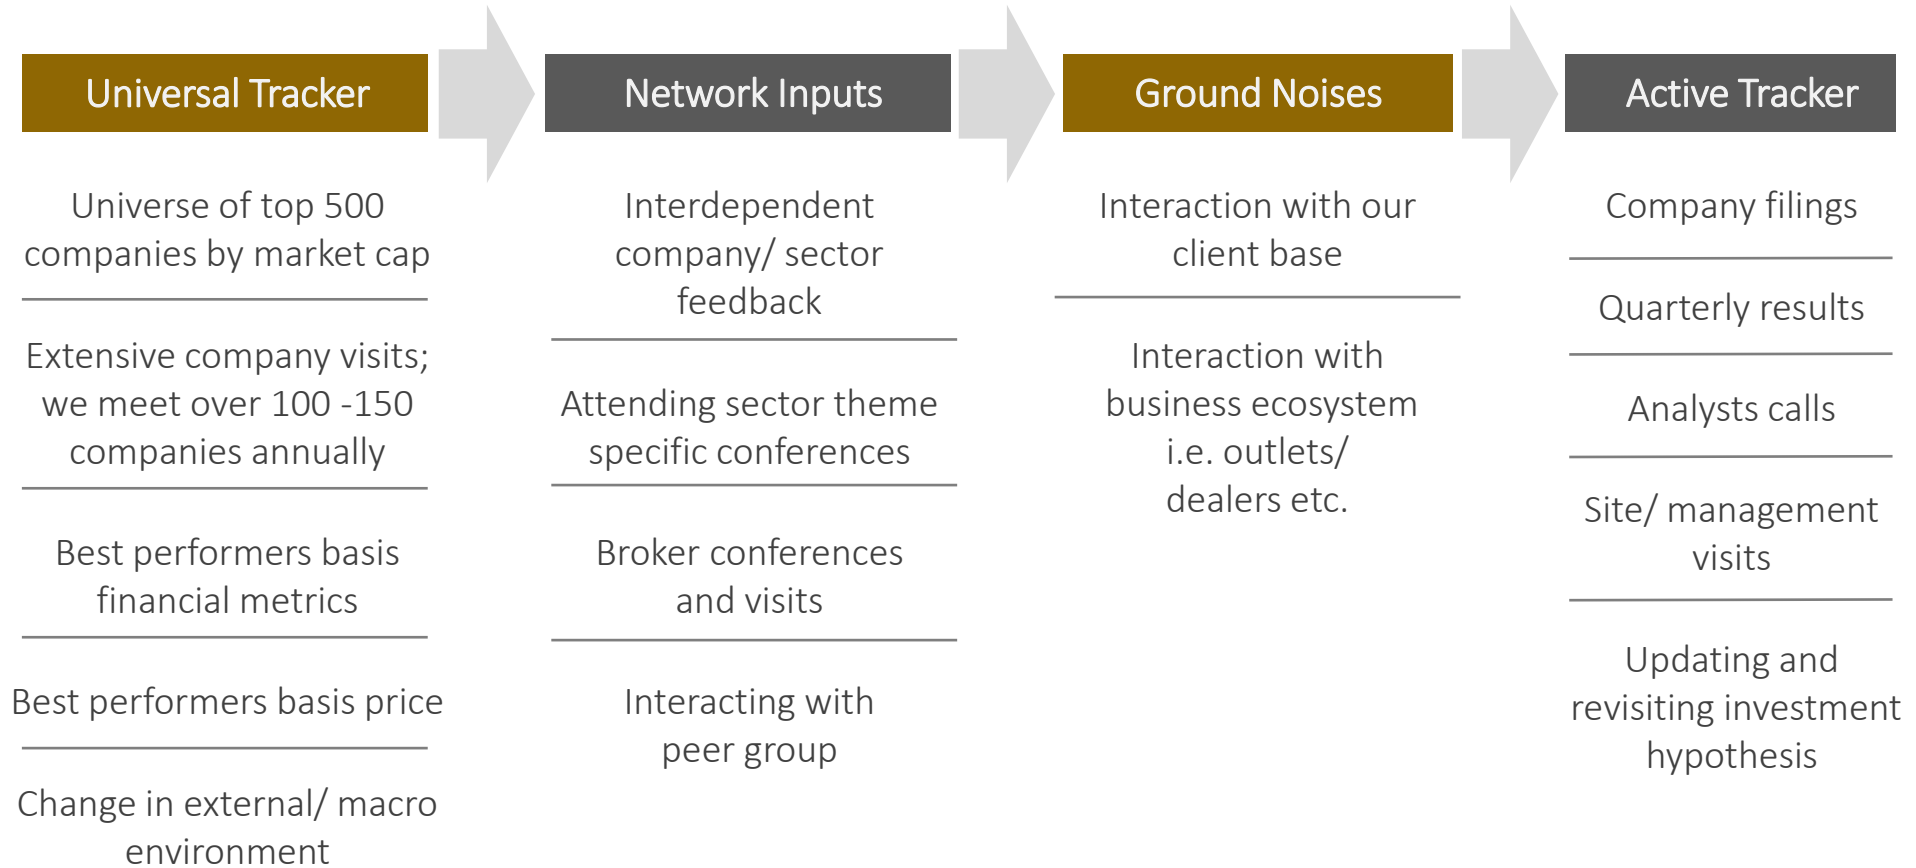 Universal Tracker
Universe of top 500
companies by market cap
Extensive company visits;
we meet over 100 -150
companies annually
Best performers basis
financial metrics
Best performers basis price
Change in external/ macro
environment
Network Inputs
Interdependent
company/ sector
feedback
Attending sector theme
specific conferences
Broker conferences
and visits
Interacting with
peer group
Ground Noises
Interaction with our
client base
Interaction with
business ecosystem
i.e. outlets/
dealers etc.
Active Tracker
Company filings
Quarterly results
Analysts calls
Site/ management
visits
Updating and
revisiting investment
hypothesis